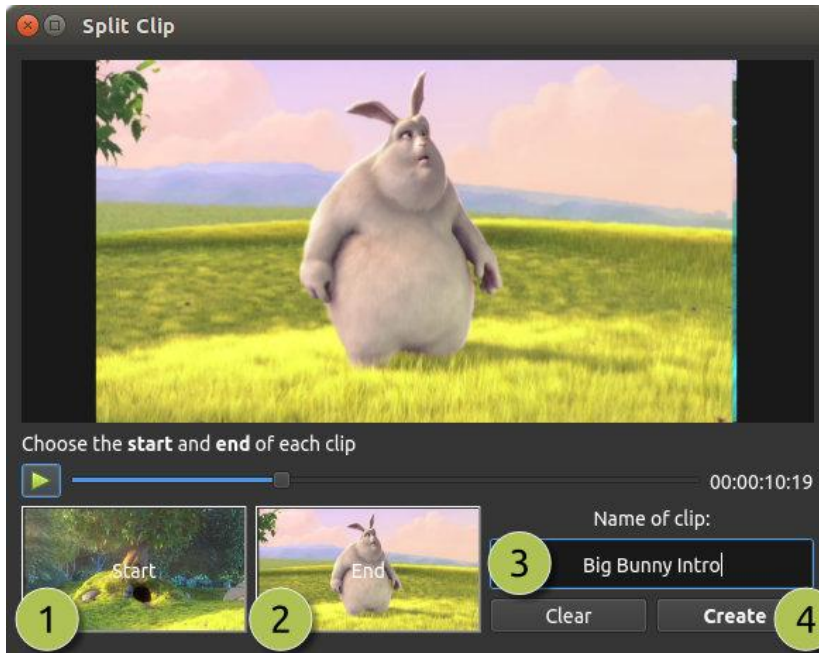 Split Clip
Choose the start and end of each clip
00:00:10:19
Start
End
Name of clip:
Big Bunny Intro
Clear
Create
1
2
3
4